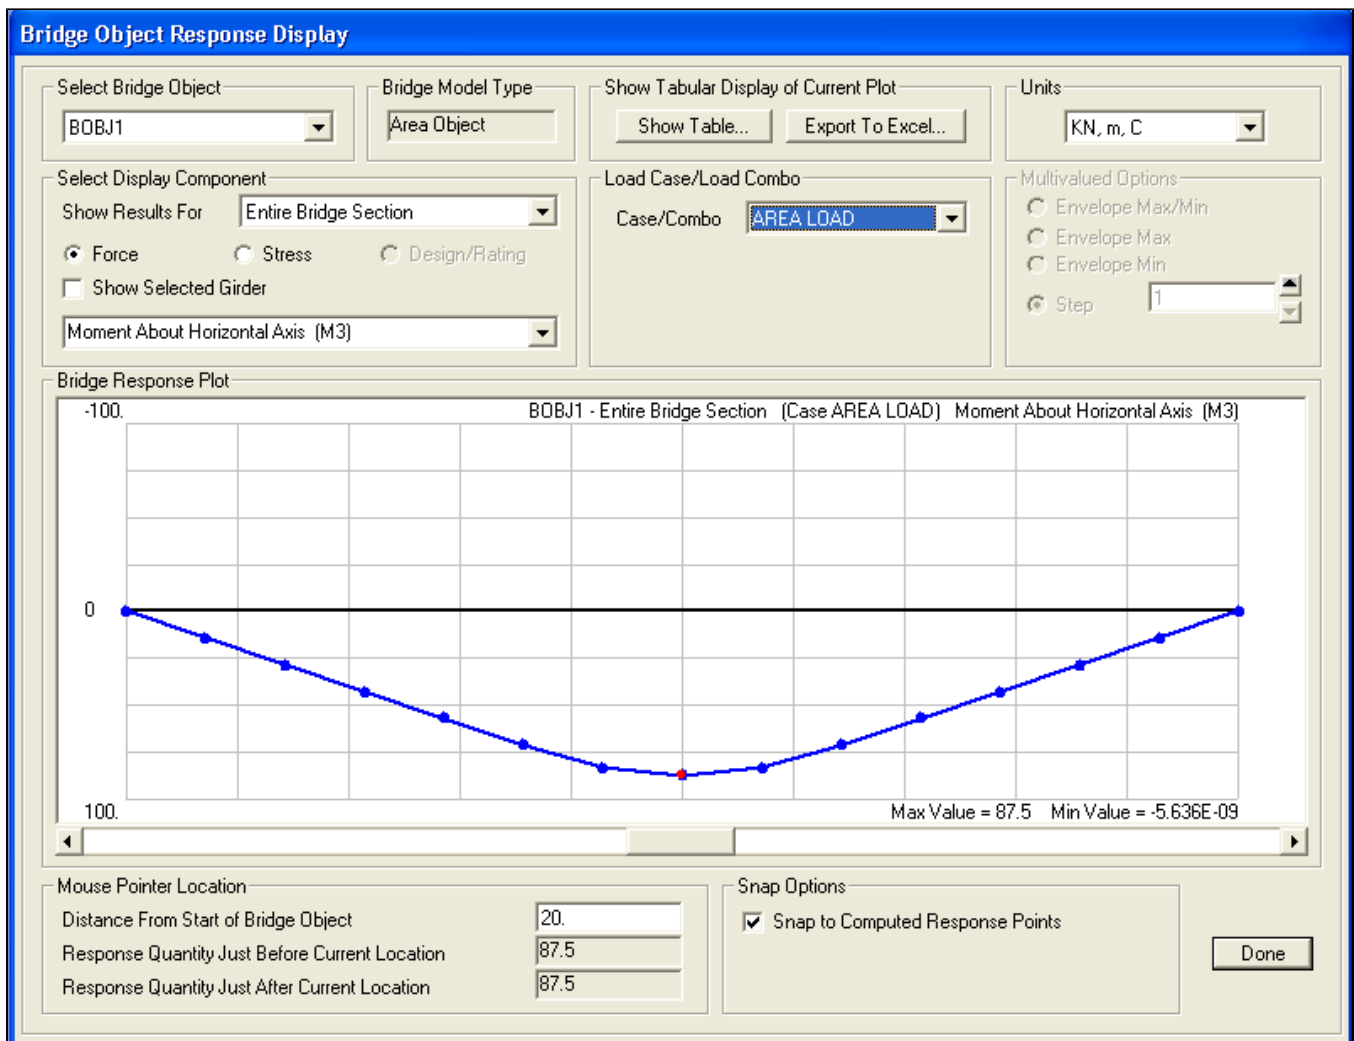 Bridge Object Response Display
Select Bridge Object
BOBJ1
Bridge Model Type
Area Object
Show Tabular Display of Current Plot
Show Table...
Export To Excel...
Units
KN, m, C
Select Display Component
Show Results For
Entire Bridge Section
Force
Stress
Design/Rating
Show Selected Girder
Moment About Horizontal Axis (M3)
Load Case/Load Combo
Case/Combo
AREA LOAD
Multivalued Options
Envelope Max/Min
Envelope Max
Envelope Min
Step
1
Bridge Response Plot
-100.
BOBJ1 - Entire Bridge Section (Case AREA LOAD) Moment About Horizontal Axis (M3)
0
100.
Max Value = 87.5 Min Value = -5.636E-09
Mouse Pointer Location
Distance From Start of Bridge Object
20.
Response Quantity Just Before Current Location
87.5
Response Quantity Just After Current Location
87.5
Snap Options
Snap to Computed Response Points
Done